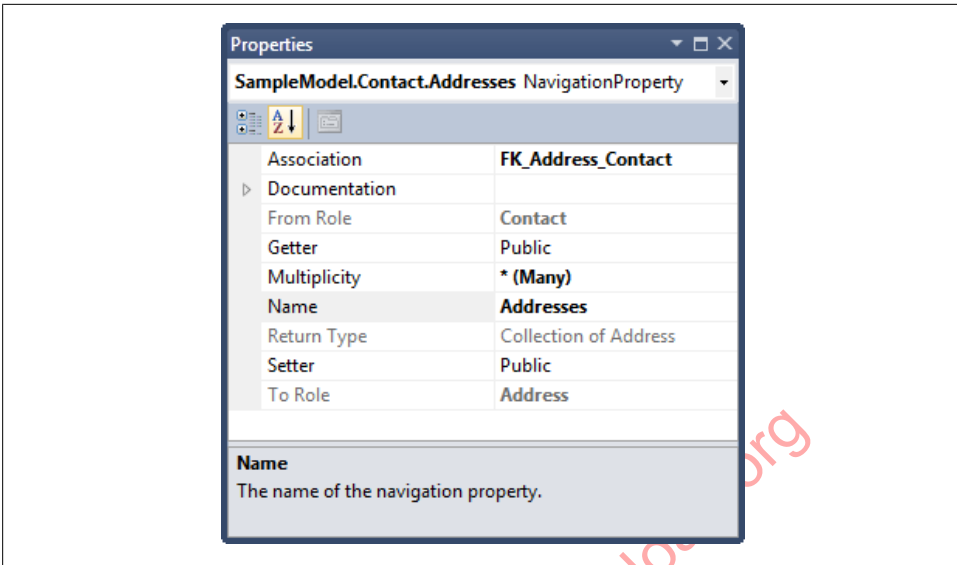 Properties
SampleModel.Contact.Addresses NavigationProperty
Association FK_Address_Contact
Documentation
From Role Contact
Getter Public
Multiplicity * (Many)
Name Addresses
Return Type Collection of Address
Setter Public
To Role Address
Name
The name of the navigation property.